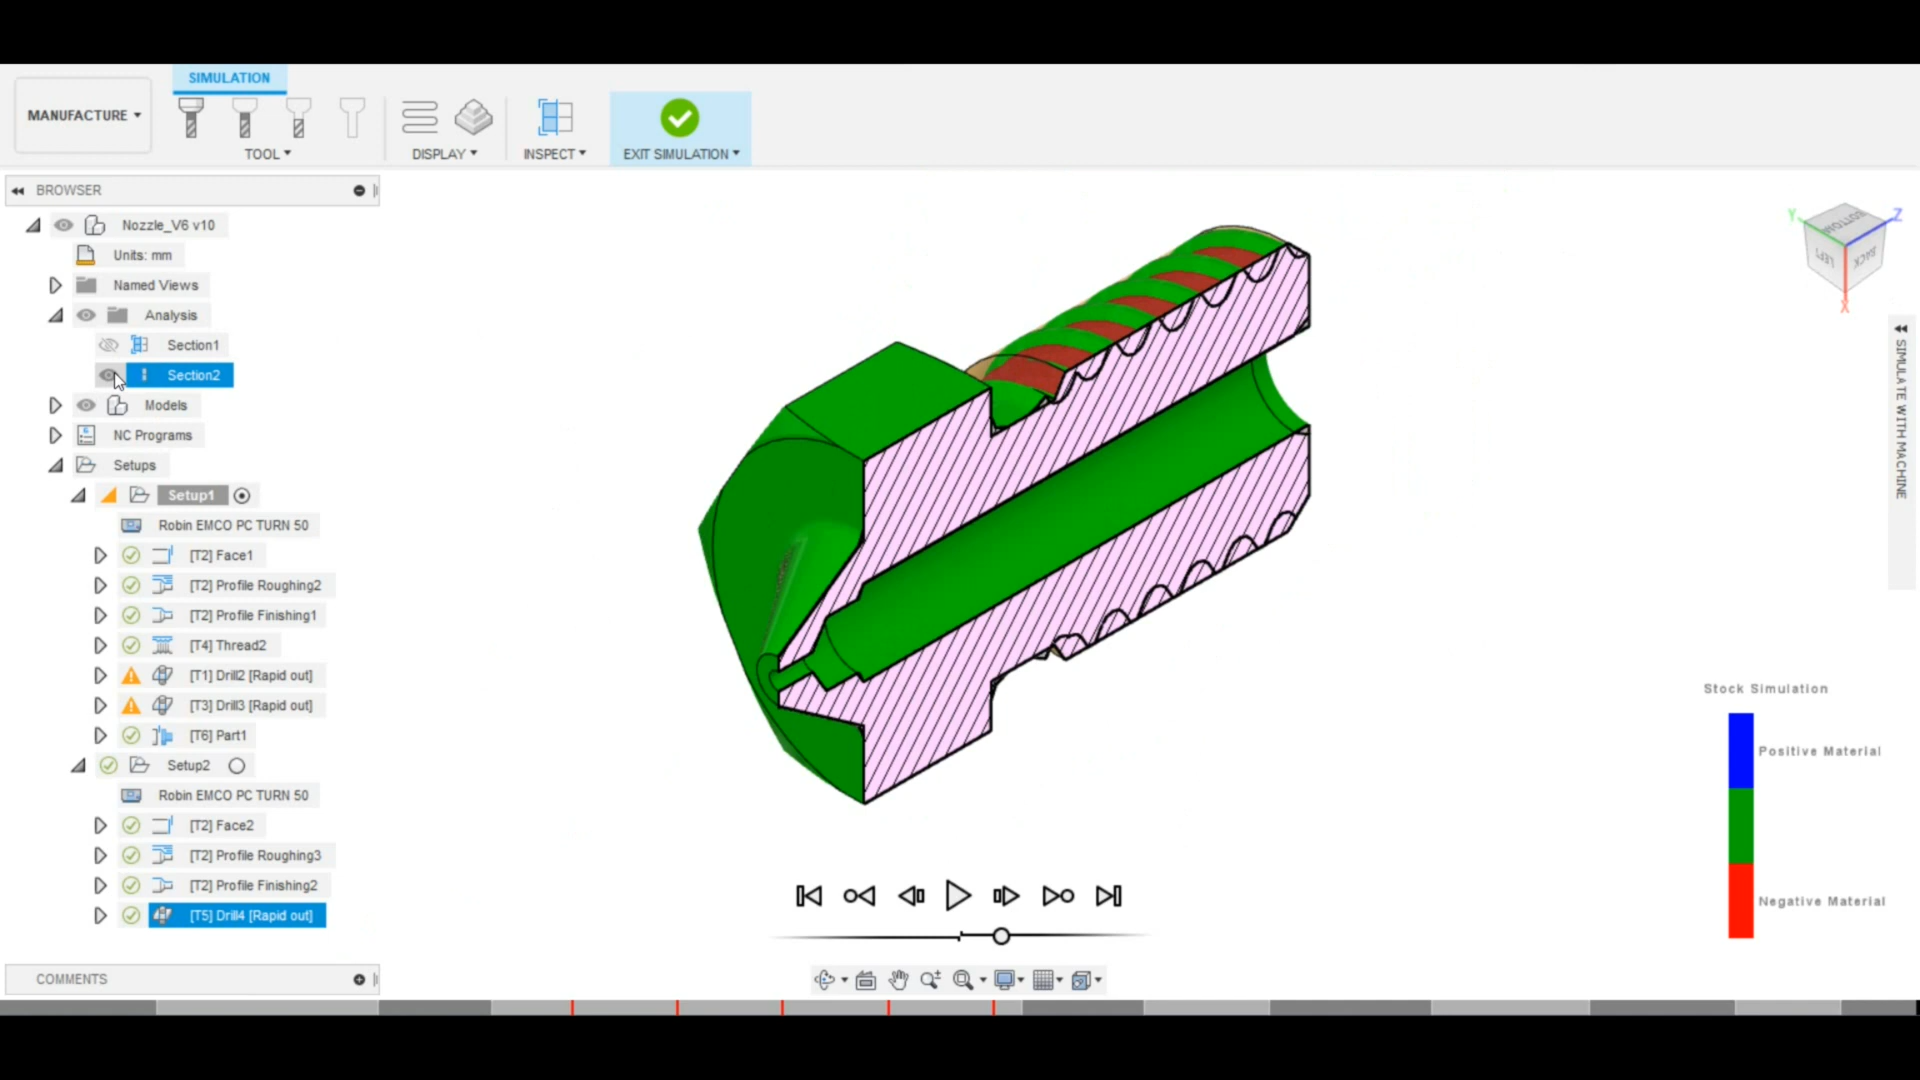 SIMULATION
MANUFACTURE
TOOL
DISPLAY
INSPECT
EXIT SIMULATION
BROWSER
Nozzle_V6 v10
Units: mm
Named Views
Analysis
Section1
Section2
Models
NC Programs
Setups
Setup1
Robin EMCO PC TURN 50
[T2] Face1
[T2] Profile Roughing2
[T2] Profile Finishing1
[T4] Thread2
[T1] Drill2 [Rapid out]
[T3] Drill3 [Rapid out]
[T6] Part1
Setup2
Robin EMCO PC TURN 50
[T2] Face2
[T2] Profile Roughing3
[T2] Profile Finishing2
[T5] Drill4 [Rapid out]
COMMENTS
Y
Z
BOTTOM
LEFT
BACK
X
SIMULATE WITH MACHINE
Stock Simulation
Positive Material
Negative Material